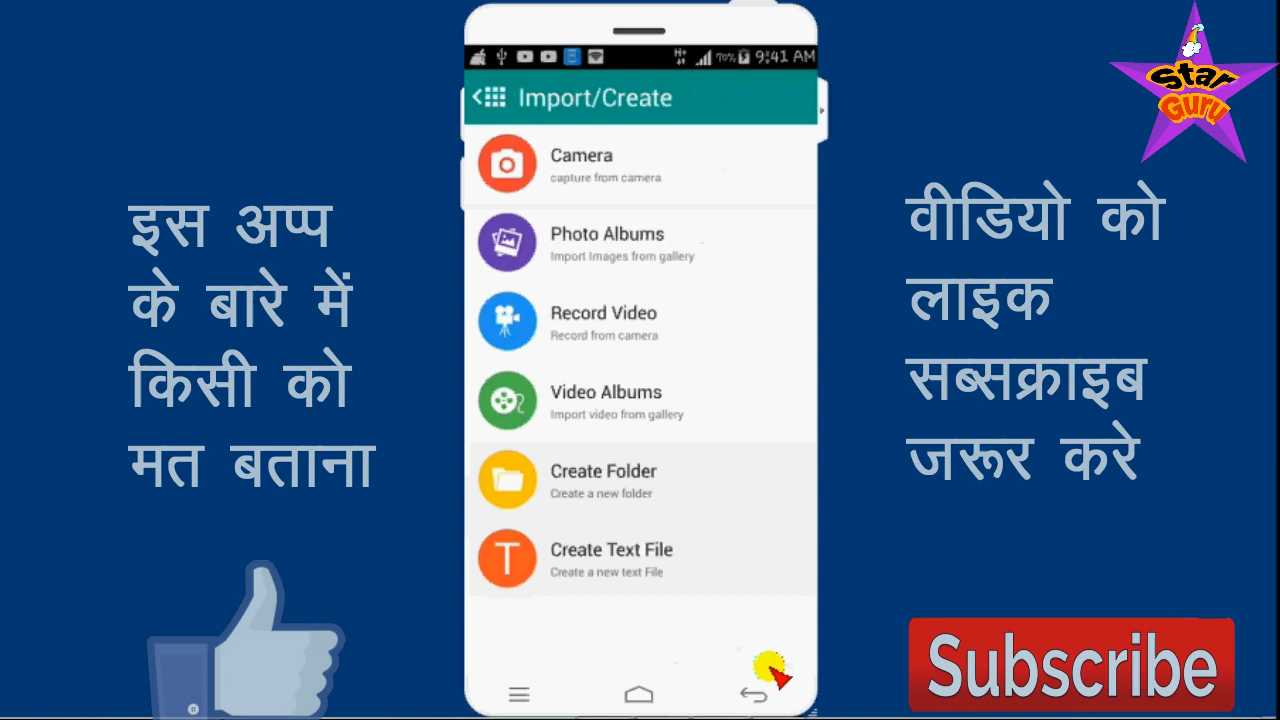 इस अप्प
के बारे में
किसी को
मत बताना
70% 9:41 AM
Import/Create
Camera
capture from camera
Photo Albums
Import Images from gallery
Record Video
Record from camera
Video Albums
Import video from gallery
Create Folder
Create a new folder
Create Text File
Create a new text File
T
Star
Guru
वीडियो को
लाइक
सब्सक्राइब
जरूर करे
Subscribe